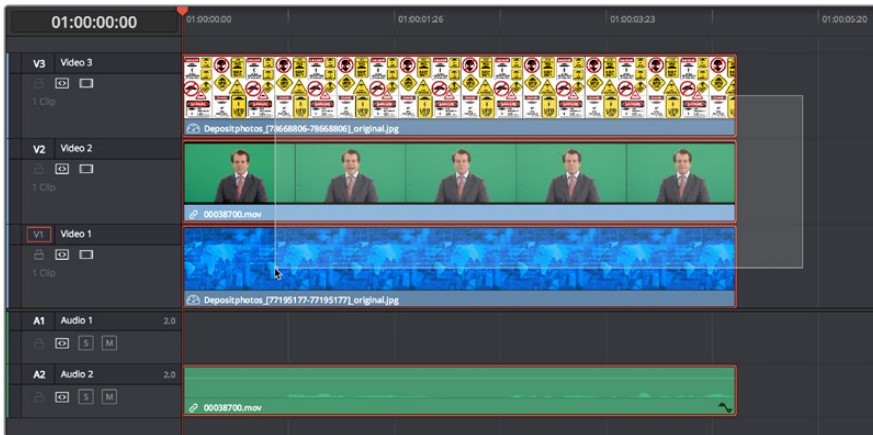 01:00:00:00
01:00:00:00 01:00:01:26 01:00:03:23 01:00:05:20
V3 Video 3
1 Clip
Depositphotos_[78668806-78668806]_original.jpg
V2 Video 2
1 Clip
00038700.mov
V1 Video 1
1 Clip
Depositphotos_[77195177-77195177]_original.jpg
A1 Audio 1 2.0
S M
A2 Audio 2 2.0
S M
00038700.mov